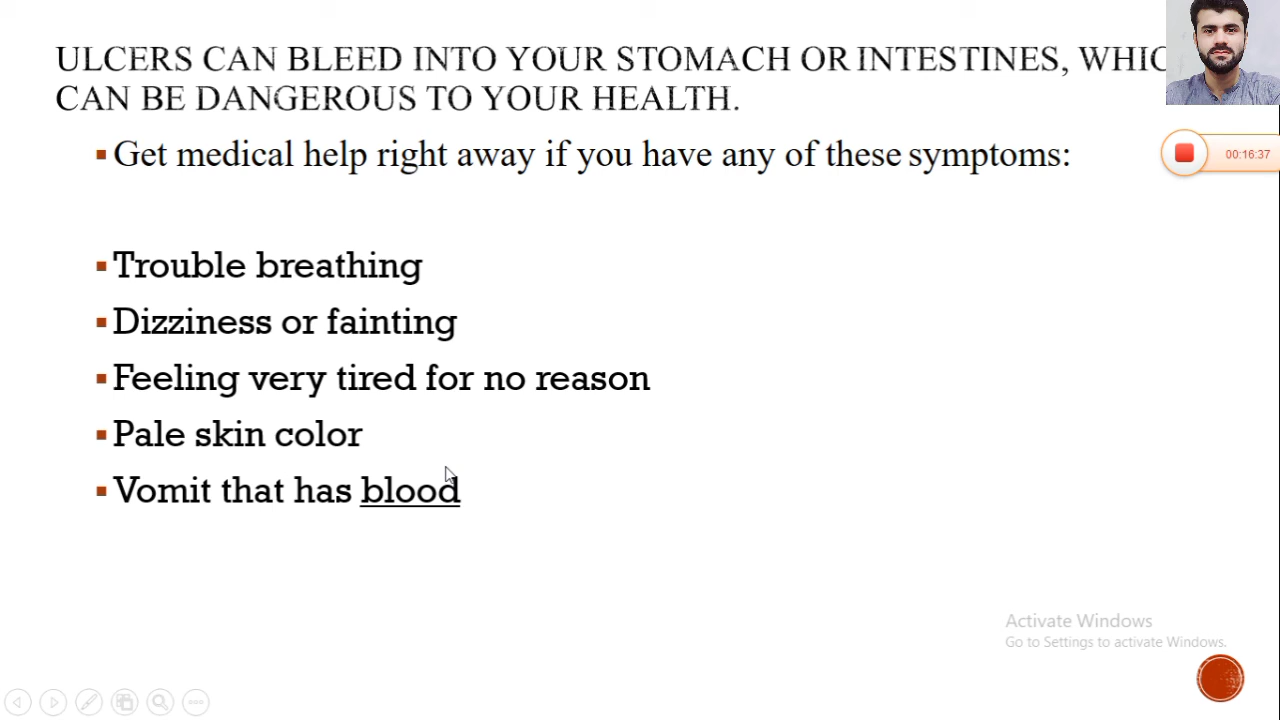 ULCERS CAN BLEED INTO YOUR STOMACH OR INTESTINES, WHIC
CAN BE DANGEROUS TO YOUR HEALTH.
Get medical help right away if you have any of these symptoms:
00:16:37
Trouble breathing
Dizziness or fainting
Feeling very tired for no reason
Pale skin color
Vomit that has blood
Activate Windows
Go to Settings to activate Windows.